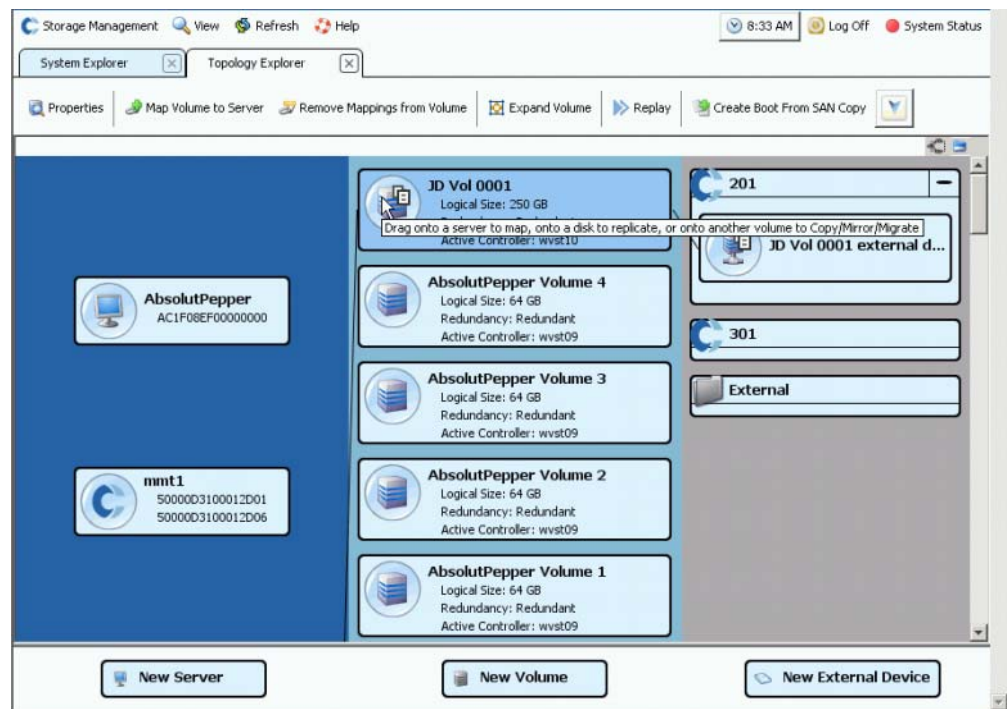 Storage Management View Refresh Help 8:33 AM Log Off System Status
System Explorer Topology Explorer
Properties Map Volume to Server Remove Mappings from Volume Expand Volume Replay Create Boot From SAN Copy
AbsolutPepper
AC1F08EF00000000
mmt1
50000D3100012D01
50000D3100012D06
JD Vol 0001
Logical Size: 250 GB
Drag onto a server to map, onto a disk to replicate, or onto another volume to Copy/Mirror/Migrate
Active Controller: wvst10
AbsolutPepper Volume 4
Logical Size: 64 GB
Redundancy: Redundant
Active Controller: wvst09
AbsolutPepper Volume 3
Logical Size: 64 GB
Redundancy: Redundant
Active Controller: wvst09
AbsolutPepper Volume 2
Logical Size: 64 GB
Redundancy: Redundant
Active Controller: wvst09
AbsolutPepper Volume 1
Logical Size: 64 GB
Redundancy: Redundant
Active Controller: wvst09
201
JD Vol 0001 external d...
301
External
New Server New Volume New External Device